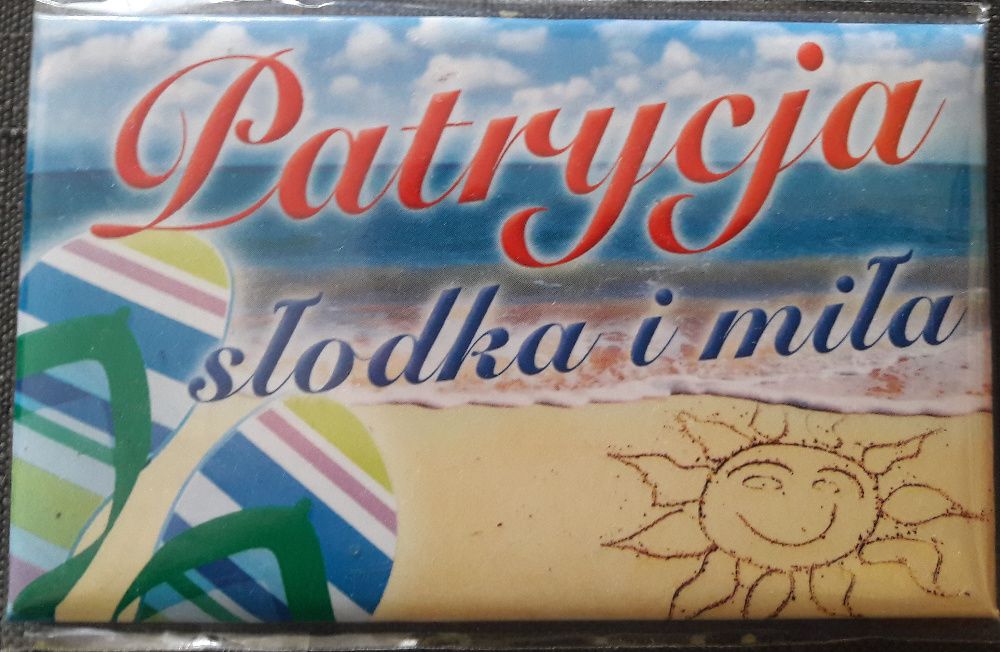 Patrycja
słodka i miła